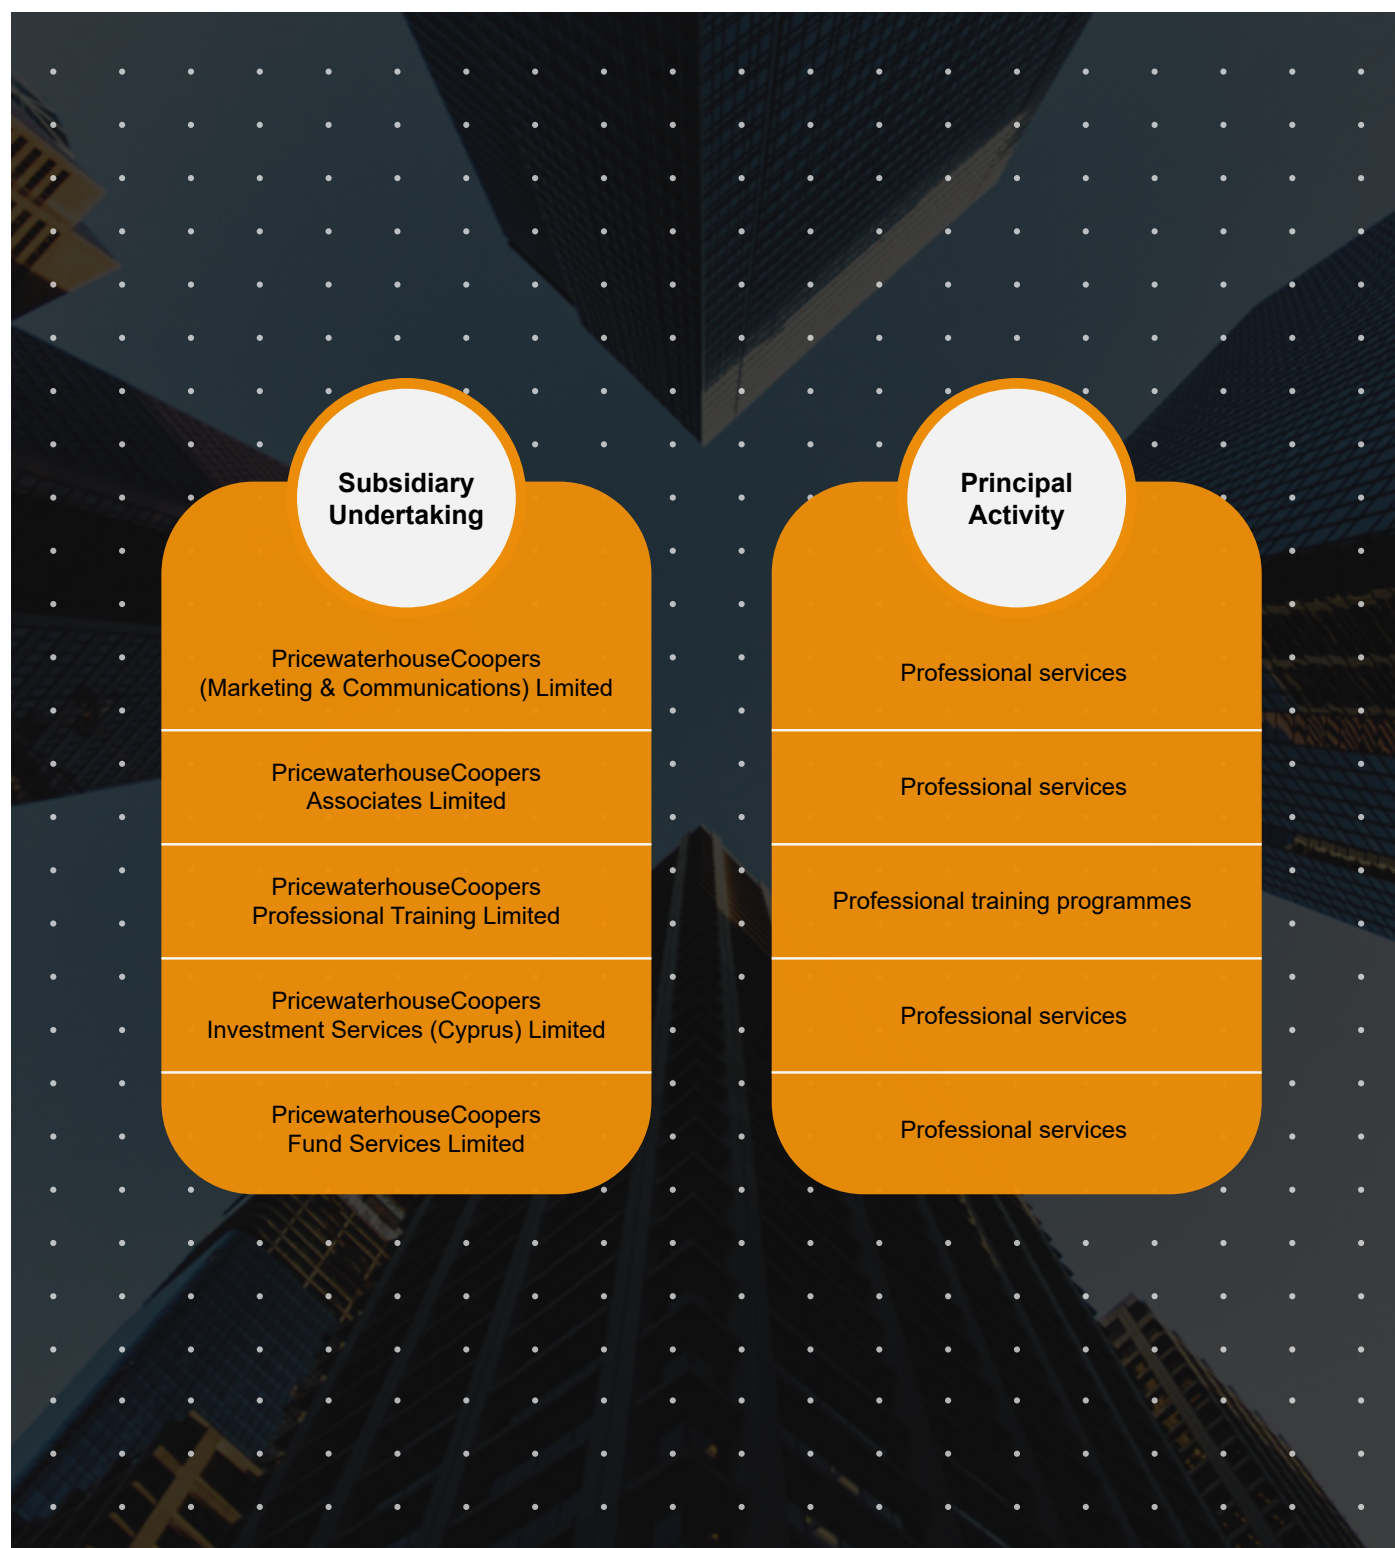 Subsidiary
Undertaking
PricewaterhouseCoopers
(Marketing & Communications) Limited
PricewaterhouseCoopers
Associates Limited
PricewaterhouseCoopers
Professional Training Limited
PricewaterhouseCoopers
Investment Services (Cyprus) Limited
PricewaterhouseCoopers
Fund Services Limited
Principal
Activity
Professional services
Professional services
Professional training programmes
Professional services
Professional services